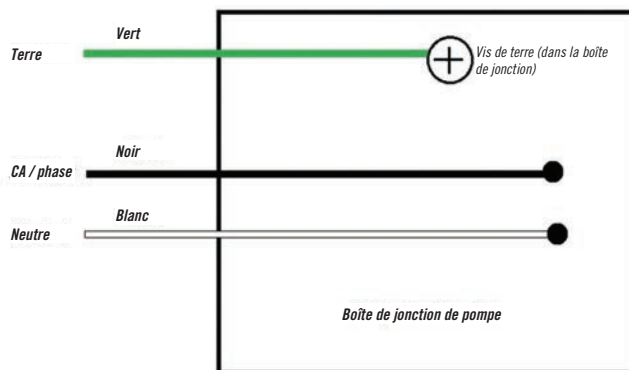 Vert
Terre
Vis de terre (dans la boîte
de jonction)
Noir
CA / phase
Blanc
Neutre
Boîte de jonction de pompe